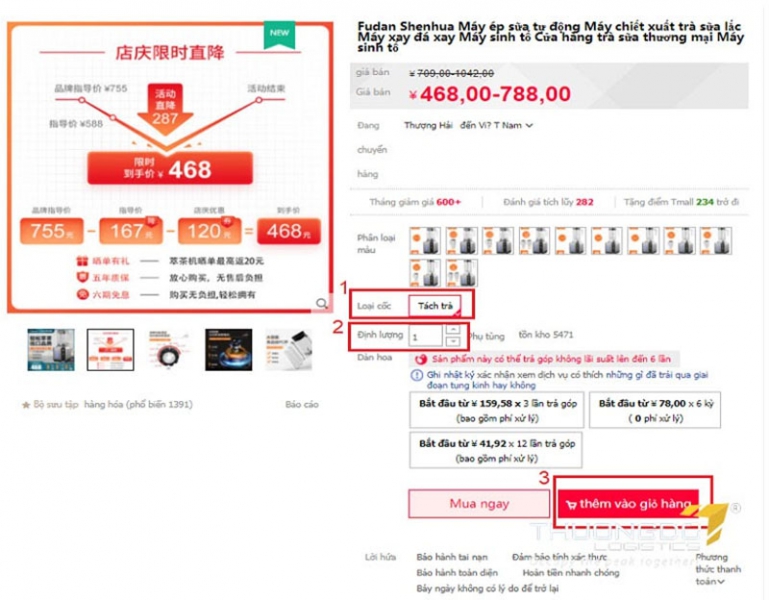 NEW
店庆限时直降
品牌指导价 ¥755
活动结束
指导价 ¥588
活动
直降
287
限时
到手价 ¥ 468
品牌指导价
指导价
店庆优惠
到手价
755元 - 167元 - 120元 = 468元
晒单有礼 — 萃茶机晒单最高返20元
五年质保 — 放心购买，无售后负担
六期免息 — 购买无负担,轻松拥有
★ Bộ sưu tập hàng hóa (phổ biến 1391)
Báo cáo
Fudan Shenhua Máy ép sữa tự động Máy chiết xuất trà sữa lắc
Máy xay đá xay Máy sinh tố Cửa hàng trà sữa thương mại Máy
sinh tố
giá bán ¥ 709,00-1042,00
Giá bán ¥ 468,00-788,00
Đang Thượng Hải đến Vi? T Nam
chuyển
hàng
Tháng giảm giá 600+
Đánh giá tích lũy 282
Tặng điểm Tmall 234 trở đi
Phân loại
màu
1
Loại cốc Tách trà
2
Định lượng 1 Phụ tùng tồn kho 5471
Dán hoa Sản phẩm này có thể trả góp không lãi suất lên đến 6 lần
Ghi nhật ký xác nhận xem dịch vụ có thích những gì đã trải qua giai
đoạn tụng kinh hay không
Bắt đầu từ ¥ 159,58 x 3 lần trả góp
(bao gồm phí xử lý)
Bắt đầu từ ¥ 78,00 x 6 kỳ
( 0 phí xử lý)
Bắt đầu từ ¥ 41,92 x 12 lần trả góp
(bao gồm phí xử lý)
3
Mua ngay
thêm vào giỏ hàng
THUONGDO
LOGISTICS
®
Lời hứa
Bảo hành tai nạn
Đảm bảo tính xác thực
Bảo hành toàn diện
Hoàn tiền nhanh chóng
Bảy ngày không có lý do để trở lại
Phương
thức thanh
toán